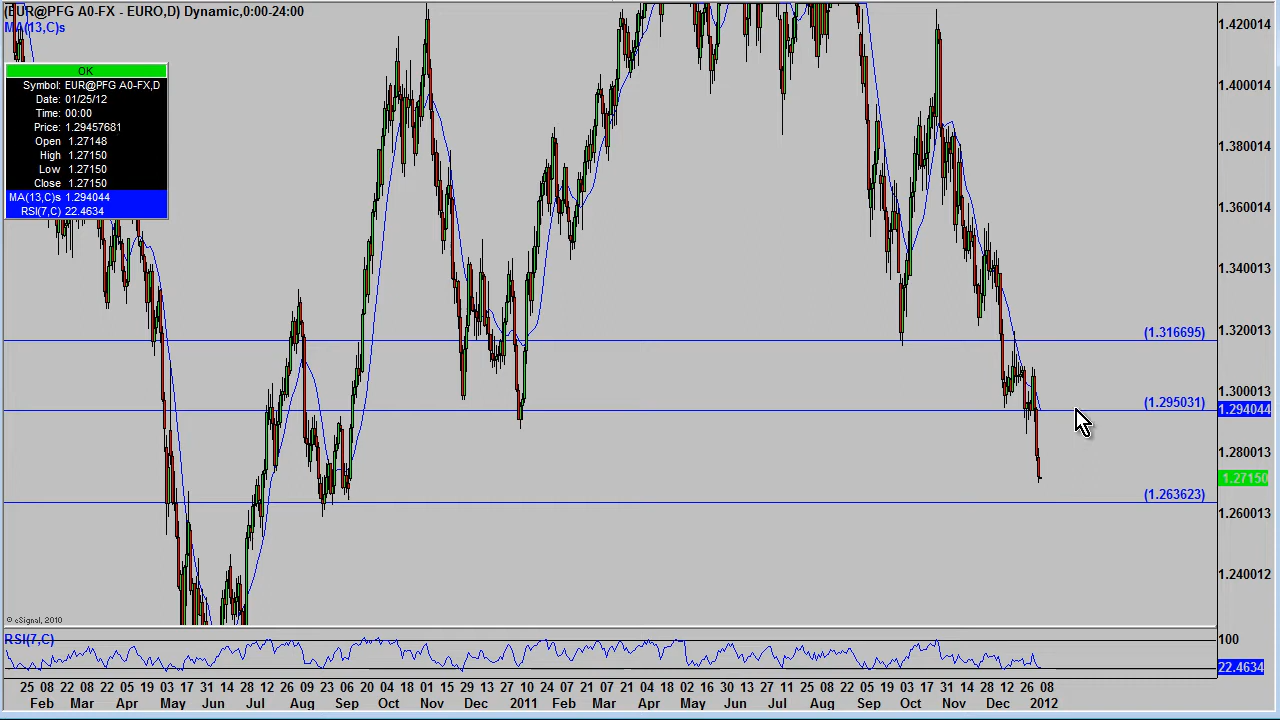 (EUR@PFG A0-FX - EURO,D) Dynamic,0:00-24:00
MA(13,C)s
OK
Symbol: EUR@PFG A0-FX,D
Date: 01/25/12
Time: 00:00
Price: 1.29457681
Open 1.27148
High 1.27150
Low 1.27150
Close 1.27150
MA(13,C)s 1.294044
RSI(7,C) 22.4634
1.420014
1.400014
1.380014
1.360014
1.340013
1.320013
(1.316695)
1.300013
(1.295031)
1.294044
1.280013
1.27150
(1.263623)
1.260013
1.240012
© eSignal, 2010
RSI(7,C)
100
22.4634
25 08 22 08 22 05 19 03 17 31 14 28 12 26 09 23 06 20 04 18 01 15 29 13 27 10 24 07 21 07 21 04 18 02 16 30 13 27 11 25 08 22 05 19 03 17 31 14 28 12 26 08
Feb Mar Apr May Jun Jul Aug Sep Oct Nov Dec 2011 Feb Mar Apr May Jun Jul Aug Sep Oct Nov Dec 2012